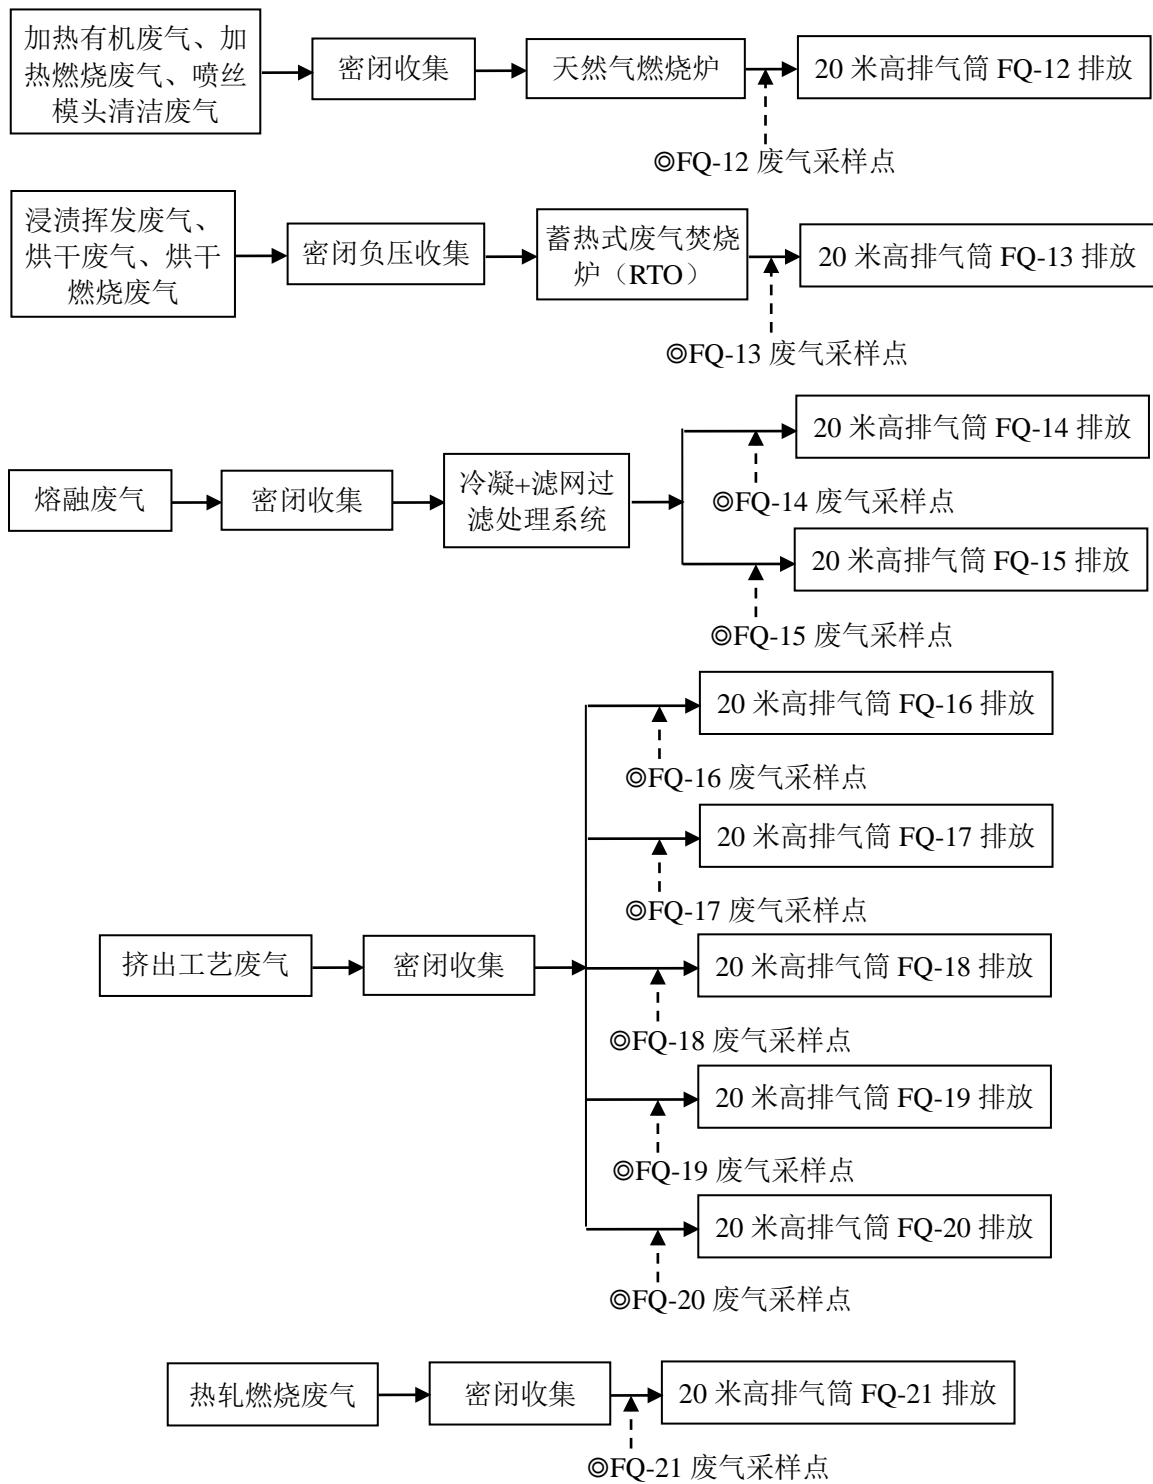 加热有机废气、加
热燃烧废气、喷丝
模头清洁废气
密闭收集
天然气燃烧炉
20 米高排气筒 FQ-12 排放
◎FQ-12 废气采样点
浸渍挥发废气、
烘干废气、烘干
燃烧废气
密闭负压收集
蓄热式废气焚烧
炉（RTO）
20 米高排气筒 FQ-13 排放
◎FQ-13 废气采样点
熔融废气
密闭收集
冷凝+滤网过
滤处理系统
20 米高排气筒 FQ-14 排放
◎FQ-14 废气采样点
20 米高排气筒 FQ-15 排放
◎FQ-15 废气采样点
挤出工艺废气
密闭收集
20 米高排气筒 FQ-16 排放
◎FQ-16 废气采样点
20 米高排气筒 FQ-17 排放
◎FQ-17 废气采样点
20 米高排气筒 FQ-18 排放
◎FQ-18 废气采样点
20 米高排气筒 FQ-19 排放
◎FQ-19 废气采样点
20 米高排气筒 FQ-20 排放
◎FQ-20 废气采样点
热轧燃烧废气
密闭收集
20 米高排气筒 FQ-21 排放
◎FQ-21 废气采样点